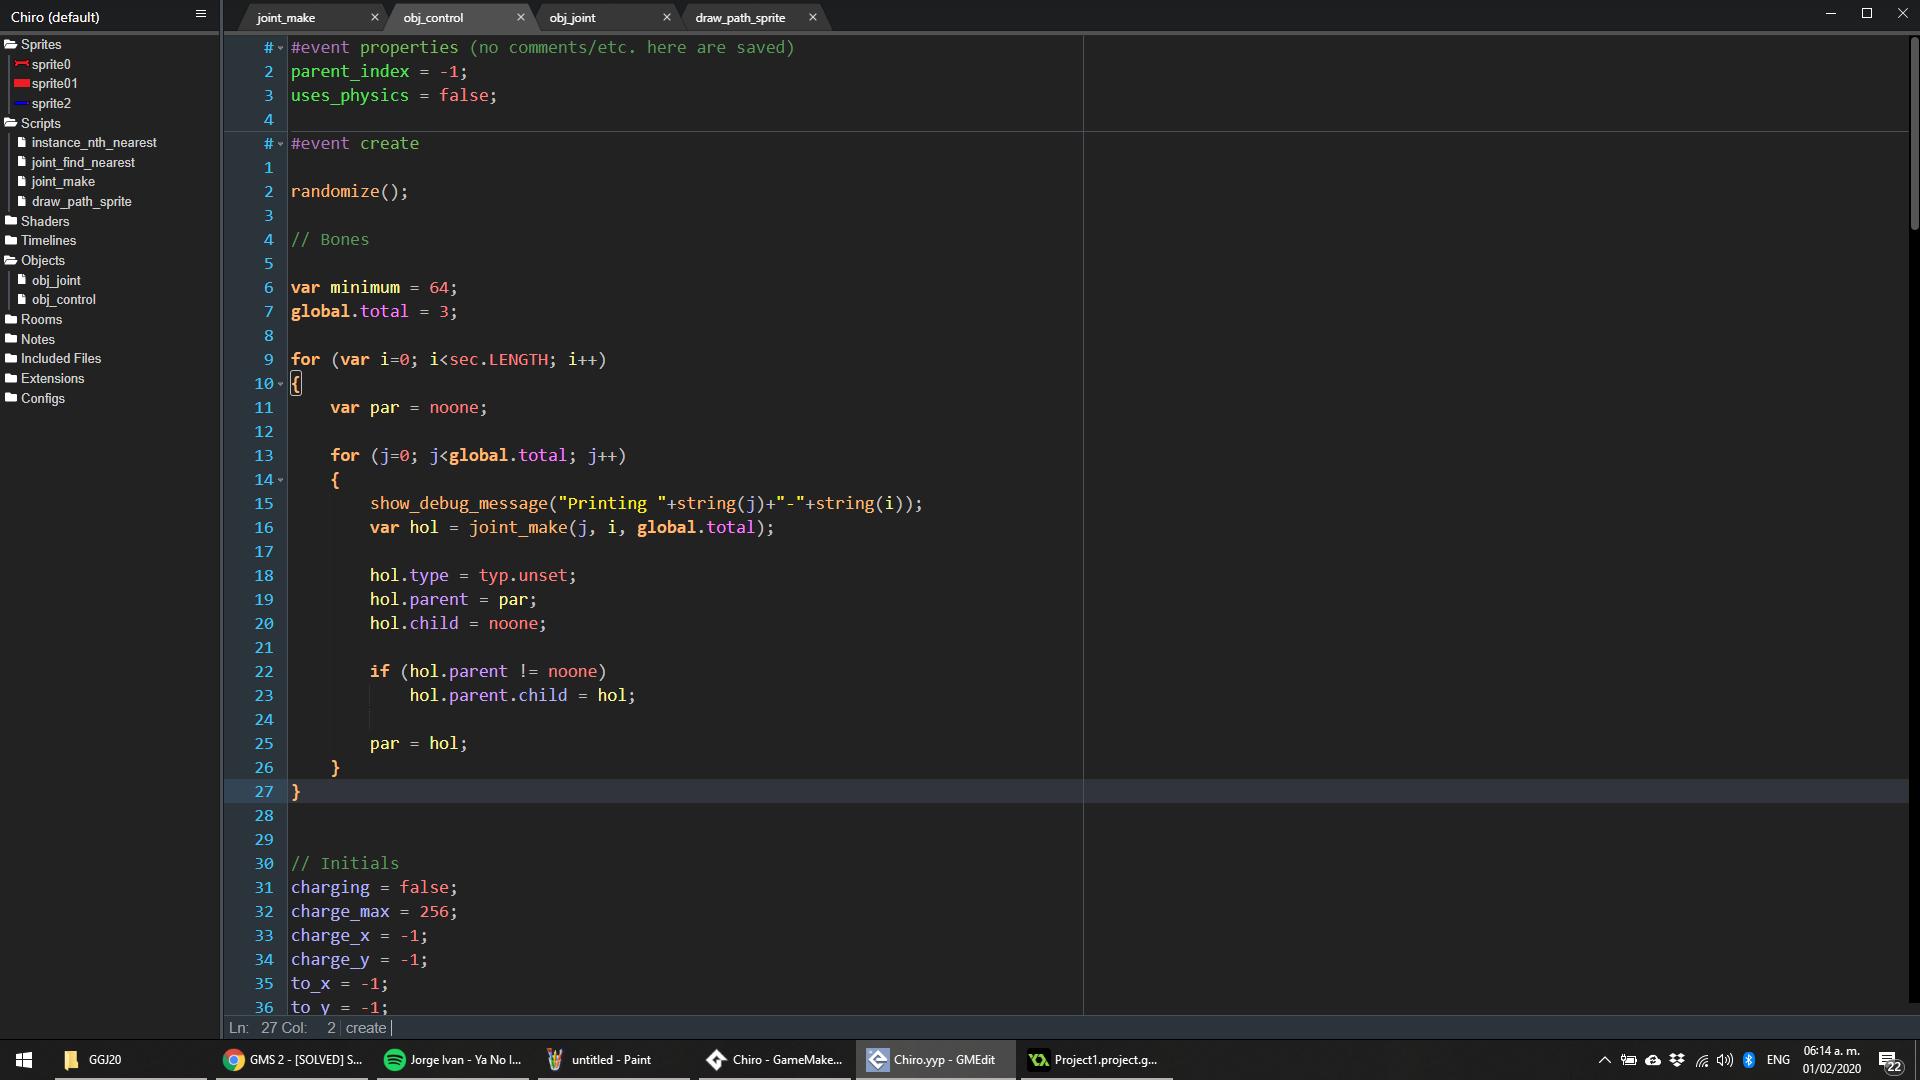 Chiro (default)
Sprites
sprite0
sprite01
sprite2
Scripts
instance_nth_nearest
joint_find_nearest
joint_make
draw_path_sprite
Shaders
Timelines
Objects
obj_joint
obj_control
Rooms
Notes
Included Files
Extensions
Configs
joint_make × obj_control × obj_joint × draw_path_sprite ×
# #event properties (no comments/etc. here are saved)
2 parent_index = -1;
3 uses_physics = false;
4
# #event create
1
2 randomize();
3
4 // Bones
5
6 var minimum = 64;
7 global.total = 3;
8
9 for (var i=0; i<sec.LENGTH; i++)
10 {
11 var par = noone;
12
13 for (j=0; j<global.total; j++)
14 {
15 show_debug_message("Printing "+string(j)+"-"+string(i));
16 var hol = joint_make(j, i, global.total);
17
18 hol.type = typ.unset;
19 hol.parent = par;
20 hol.child = noone;
21
22 if (hol.parent != noone)
23 hol.parent.child = hol;
24
25 par = hol;
26 }
27 }
28
29
30 // Initials
31 charging = false;
32 charge_max = 256;
33 charge_x = -1;
34 charge_y = -1;
35 to_x = -1;
36 to_y = -1;
Ln: 27 Col: 2 create
GGJ20
GMS 2 - [SOLVED] S...
Jorge Ivan - Ya No I...
untitled - Paint
Chiro - GameMake...
Chiro.yyp - GMEdit
Project1.project.g...
ENG
06:14 a. m.
01/02/2020
22